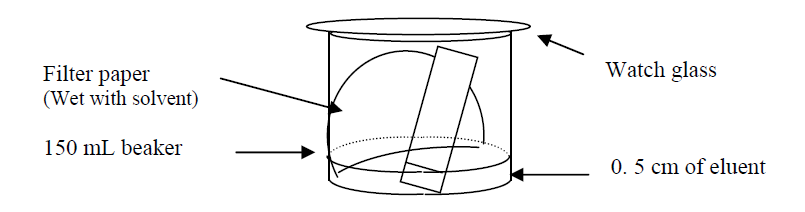 Filter paper
(Wet with solvent)
150 mL beaker
Watch glass
0. 5 cm of eluent